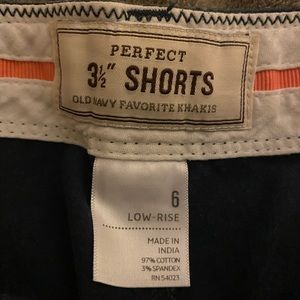 PERFECT
3½" SHORTS
OLD NAVY FAVORITE KHAKIS
6
LOW-RISE
MADE IN
INDIA
97% COTTON
3% SPANDEX
RN 54023